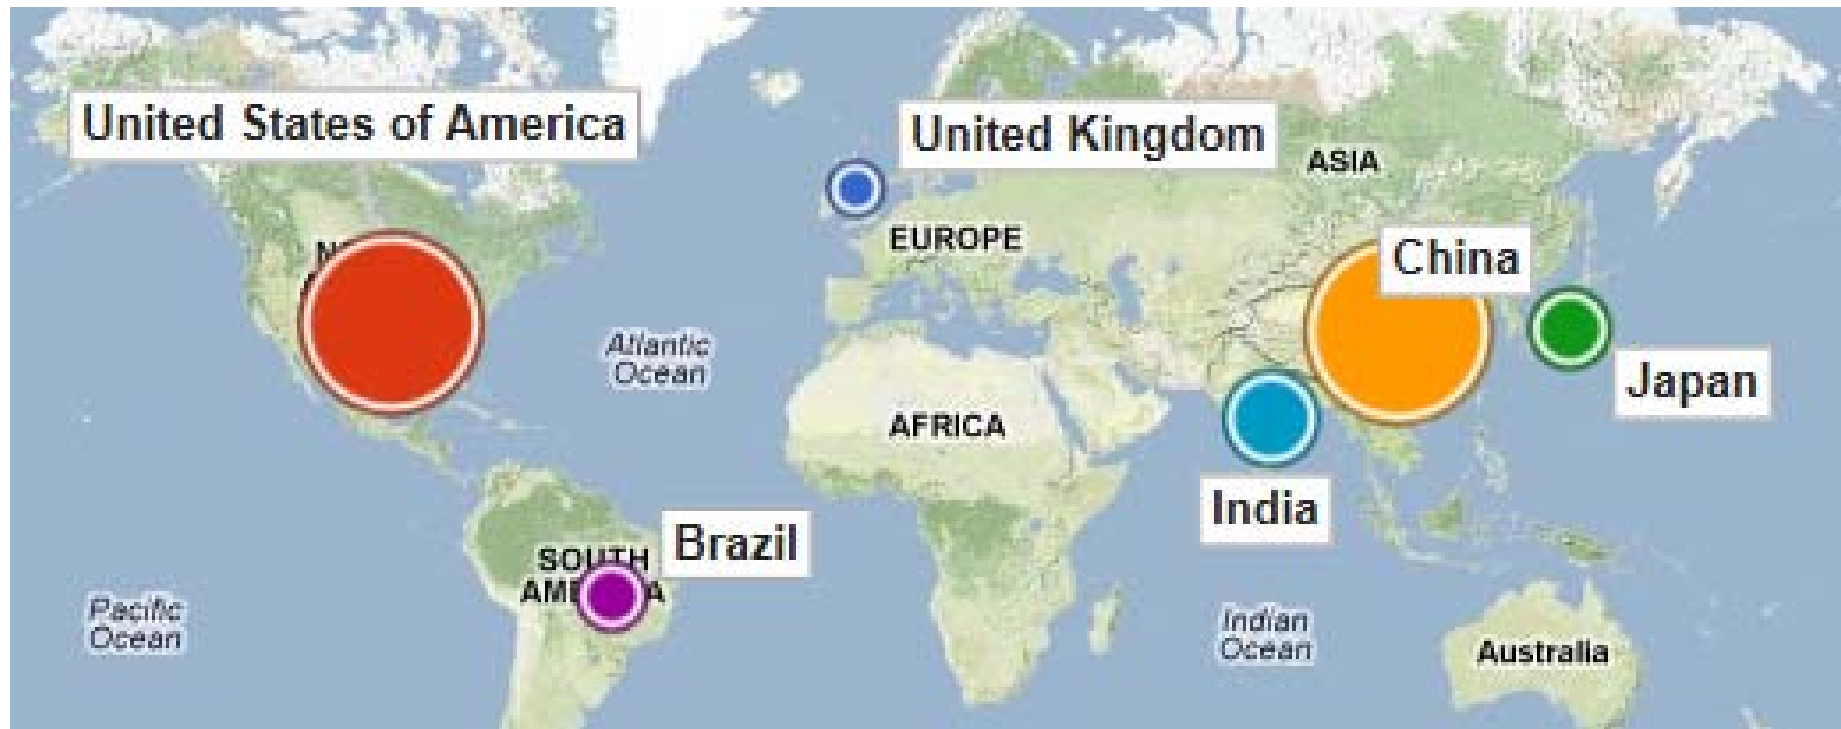 United States of America
United Kingdom
ASIA
EUROPE
China
Atlantic
Ocean
Japan
AFRICA
India
Brazil
SOUTH
Pacific
Ocean
Indian
Ocean
Australia